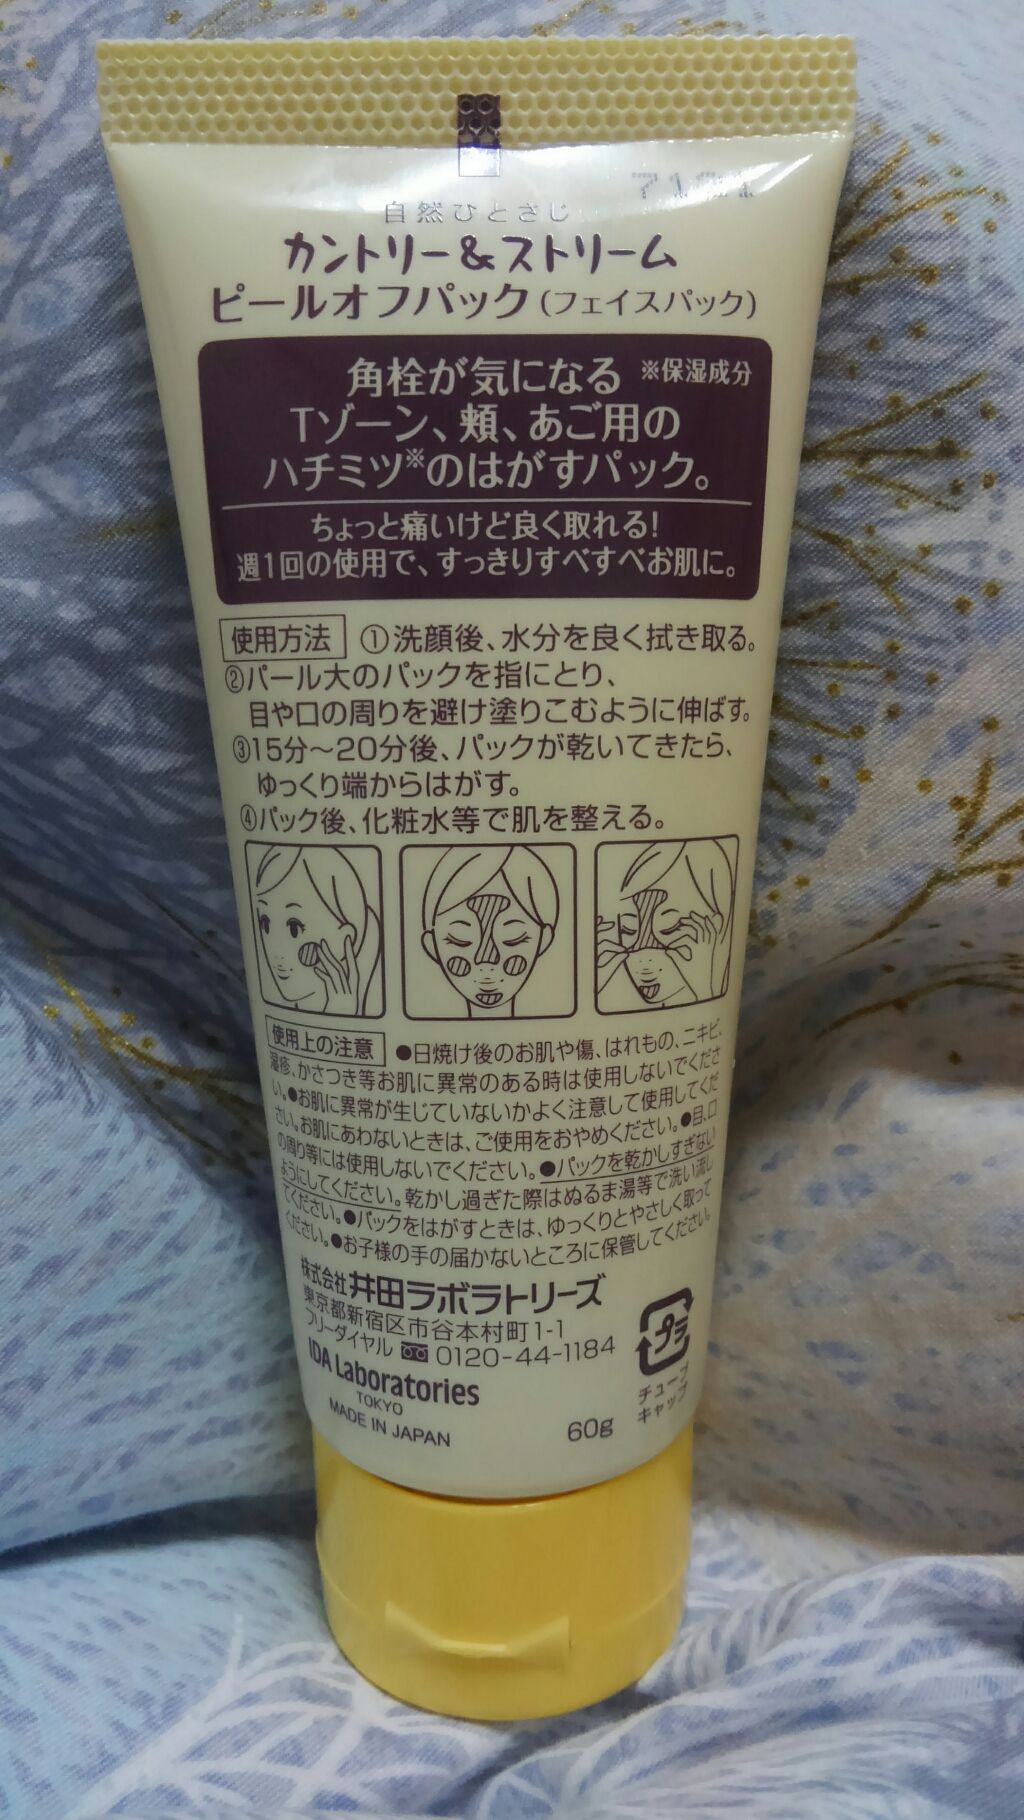 自然ひとさじ
カントリー＆ストリーム
ピールオフパック（フェイスパック）
角栓が気になる ※保湿成分
Tゾーン、頬、あご用の
ハチミツ※のはがすパック。
ちょっと痛いけど良く取れる！
週1回の使用で、すっきりすべすべお肌に。
使用方法 ①洗顔後、水分を良く拭き取る。
②パール大のパックを指にとり、
目や口の周りを避け塗りこむように伸ばす。
③15分～20分後、パックが乾いてきたら、
ゆっくり端からはがす。
④パック後、化粧水等で肌を整える。
使用上の注意 ●日焼け後のお肌や傷、はれもの、ニキビ、
湿疹、かさつき等お肌に異常のある時は使用しないでくださ
い。●お肌に異常が生じていないかよく注意して使用してくだ
さい。お肌にあわないときは、ご使用をおやめください。●目、口
の周り等には使用しないでください。●パックを乾かしすぎない
ようにしてください。乾かし過ぎた際はぬるま湯等で洗い流し
てください。●パックをはがすときは、ゆっくりとやさしく取って
ください。●お子様の手の届かないところに保管してください。
株式会社 井田ラボラトリーズ
東京都新宿区市谷本村町1-1
フリーダイヤル 0120-44-1184
IDA Laboratories
TOKYO
MADE IN JAPAN
60g
プラ
チューブ
キャップ